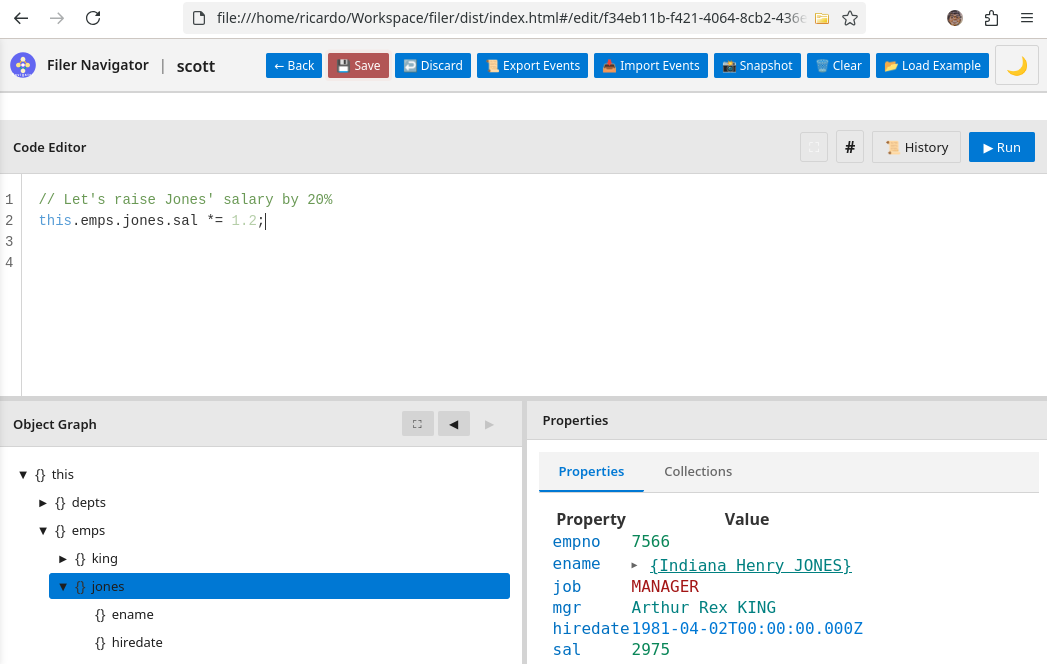 file:///home/ricardo/Workspace/filer/dist/index.html#/edit/f34eb11b-f421-4064-8cb2-436e
Filer Navigator | scott ← Back Save Discard Export Events Import Events Snapshot Clear Load Example
Code Editor # History ▶ Run
1 // Let's raise Jones' salary by 20%
2 this.emps.jones.sal *= 1.2;
3
4
Object Graph
▼ {} this
▶ {} depts
▼ {} emps
▶ {} king
▼ {} jones
{} ename
{} hiredate
Properties
Properties Collections
Property Value
empno 7566
ename ▸ {Indiana Henry JONES}
job MANAGER
mgr Arthur Rex KING
hiredate 1981-04-02T00:00:00.000Z
sal 2975